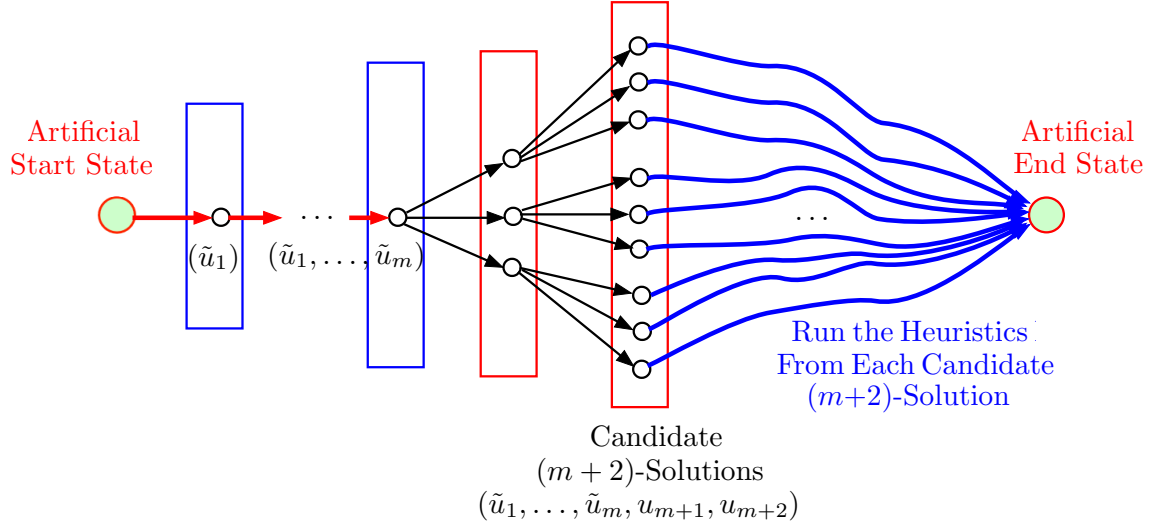 Artificial
Start State
(ũ₁)
· · ·
(ũ₁, . . . , ũₘ)
· · ·
Artificial
End State
Run the Heuristics
From Each Candidate
(m+2)-Solution
Candidate
(m + 2)-Solutions
(ũ₁, . . . , ũₘ, uₘ₊₁, uₘ₊₂)